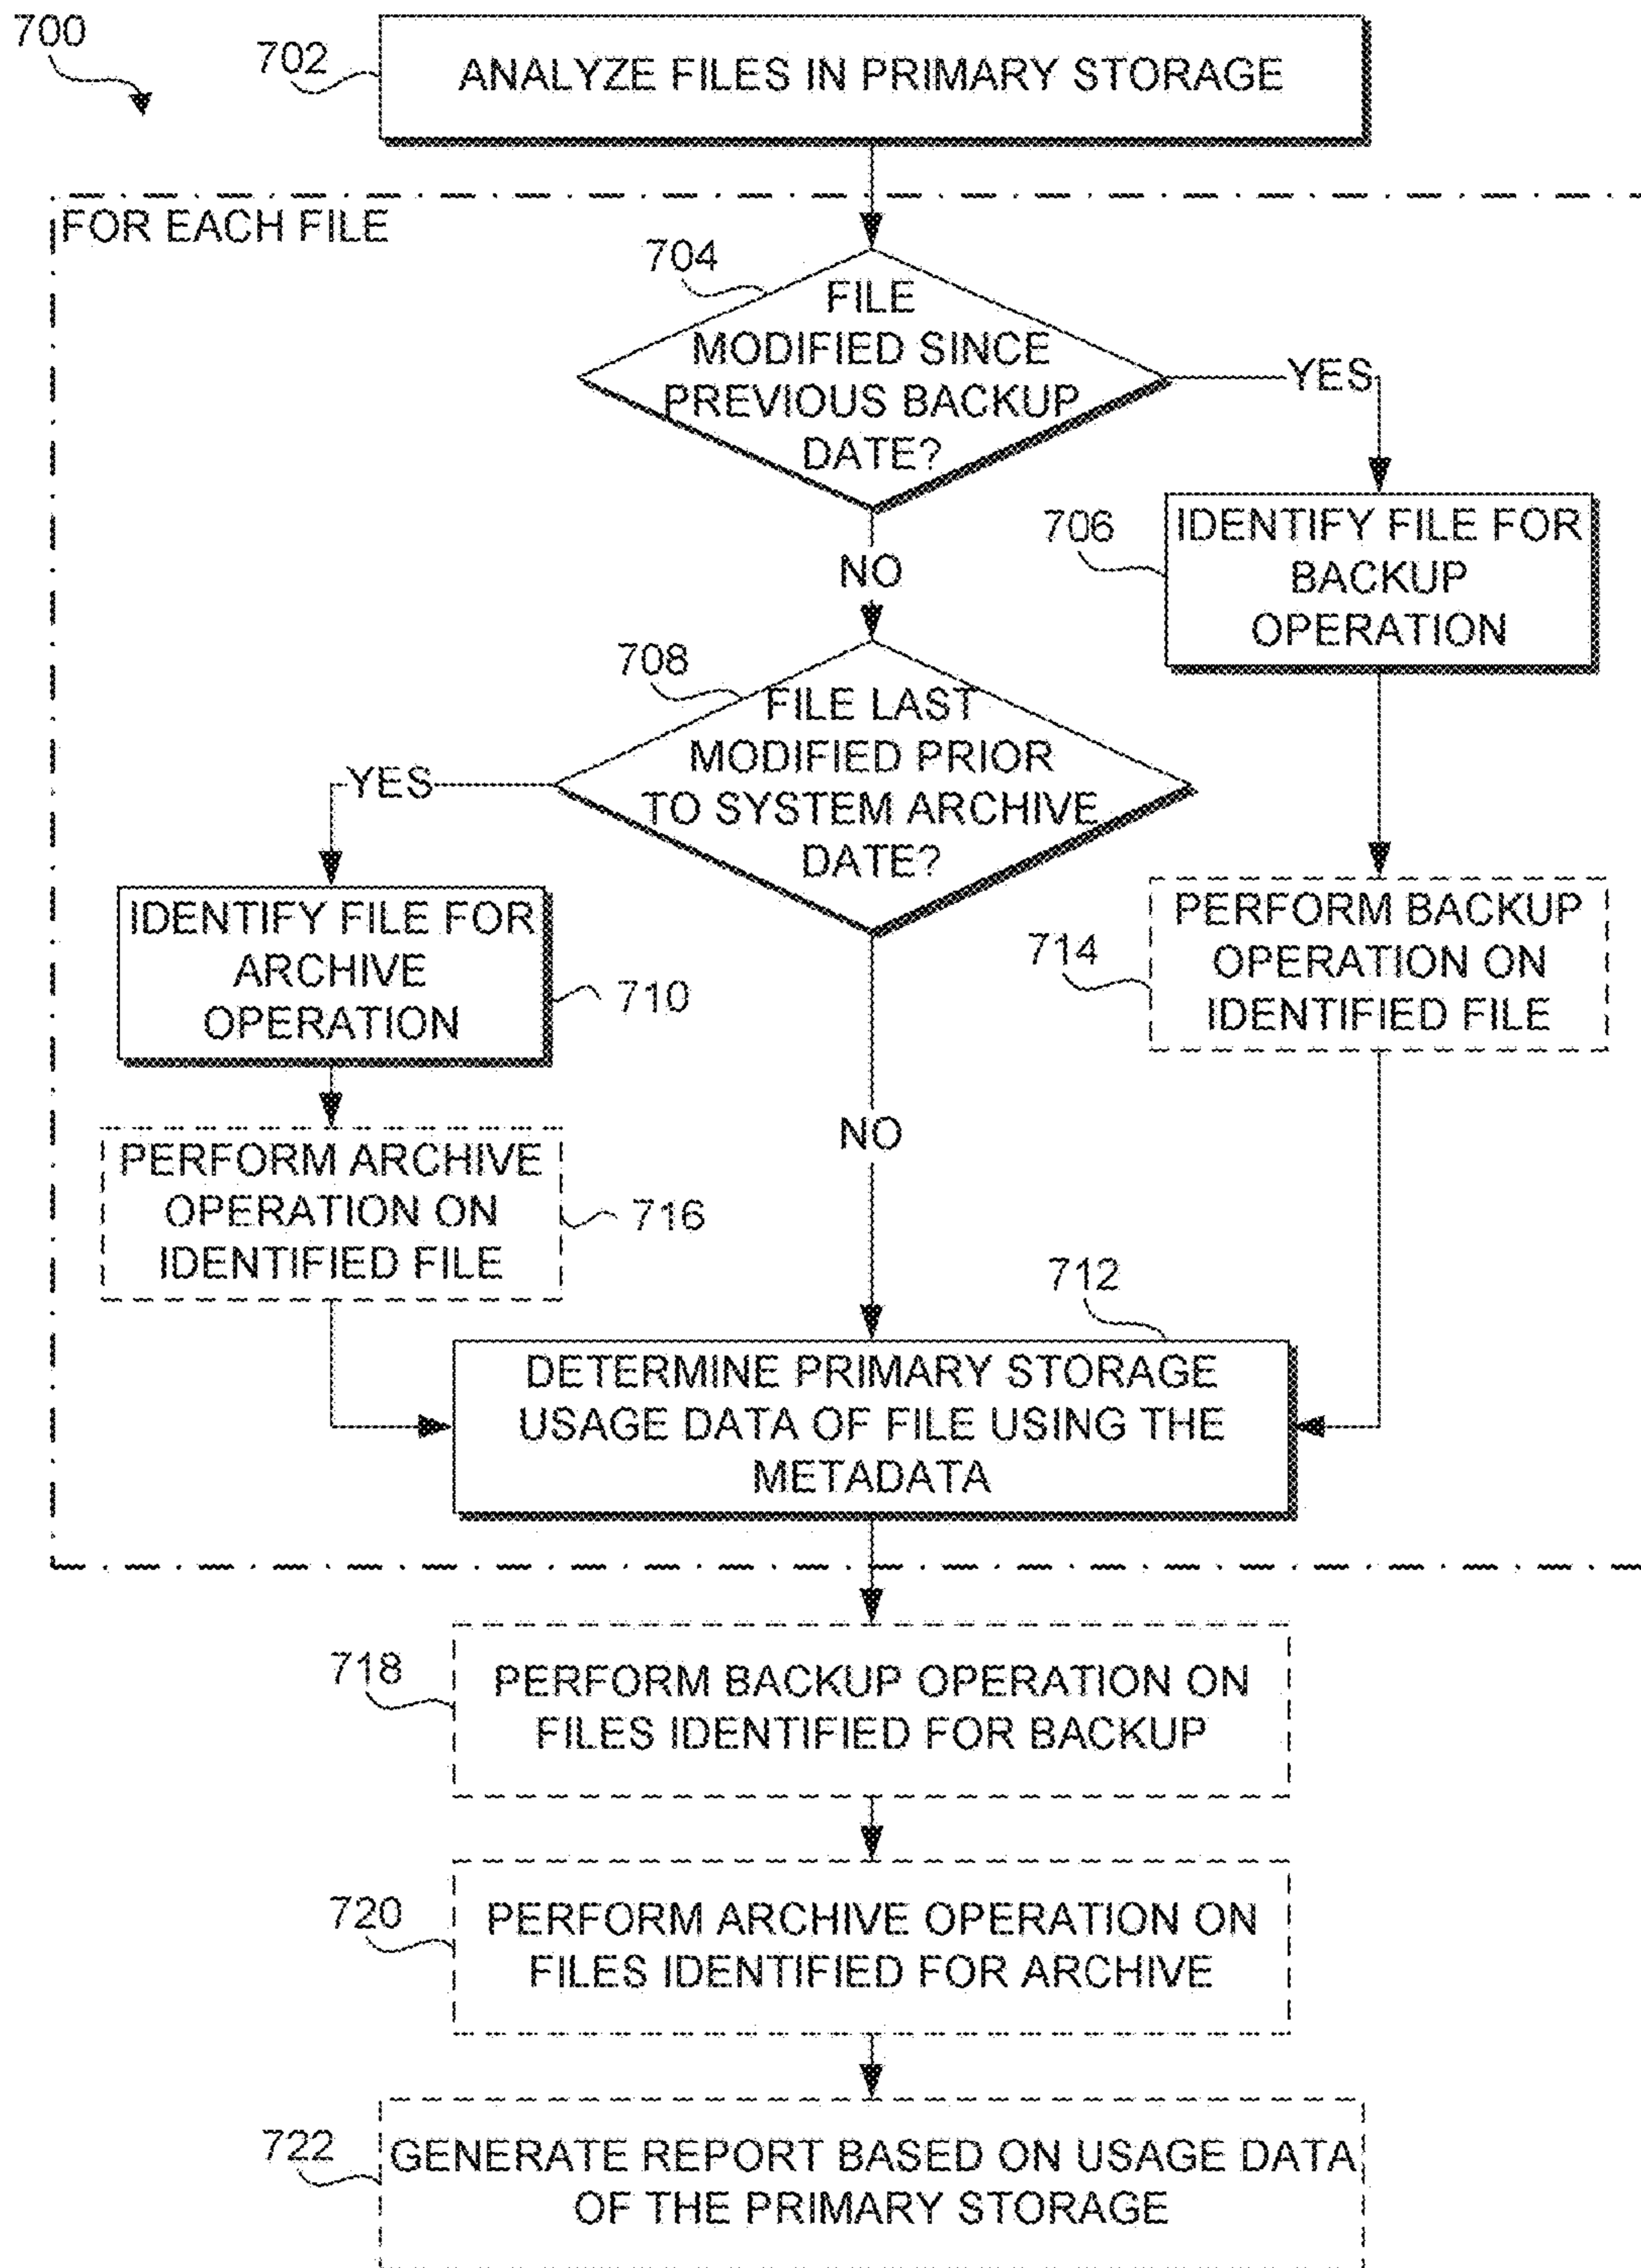 700
702
ANALYZE FILES IN PRIMARY STORAGE
FOR EACH FILE
704
FILE
MODIFIED SINCE
PREVIOUS BACKUP
DATE?
YES
NO
706
IDENTIFY FILE FOR
BACKUP
OPERATION
708
FILE LAST
MODIFIED PRIOR
TO SYSTEM ARCHIVE
DATE?
YES
NO
IDENTIFY FILE FOR
ARCHIVE
OPERATION
710
714
PERFORM BACKUP
OPERATION ON
IDENTIFIED FILE
PERFORM ARCHIVE
OPERATION ON
IDENTIFIED FILE
716
712
DETERMINE PRIMARY STORAGE
USAGE DATA OF FILE USING THE
METADATA
718
PERFORM BACKUP OPERATION ON
FILES IDENTIFIED FOR BACKUP
720
PERFORM ARCHIVE OPERATION ON
FILES IDENTIFIED FOR ARCHIVE
722
GENERATE REPORT BASED ON USAGE DATA
OF THE PRIMARY STORAGE